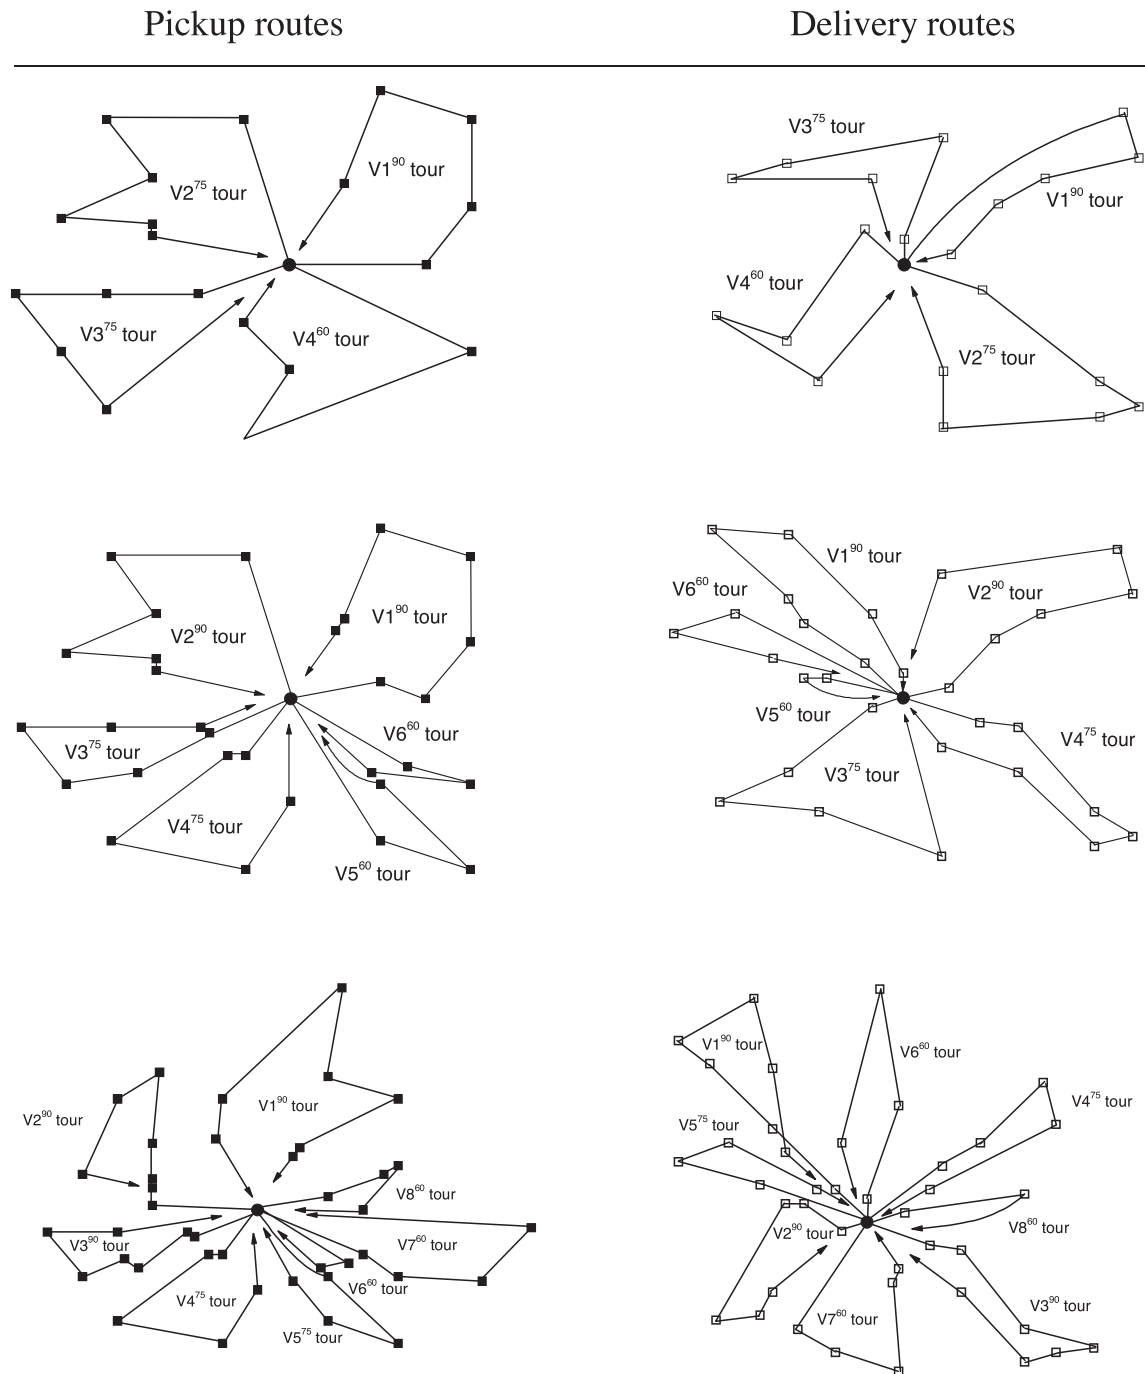 Pickup routes
Delivery routes
V2⁷⁵ tour
V1⁹⁰ tour
V3⁷⁵ tour
V4⁶⁰ tour
V3⁷⁵ tour
V1⁹⁰ tour
V4⁶⁰ tour
V2⁷⁵ tour
V1⁹⁰ tour
V2⁹⁰ tour
V6⁶⁰ tour
V3⁷⁵ tour
V4⁷⁵ tour
V5⁶⁰ tour
V1⁹⁰ tour
V6⁶⁰ tour
V2⁹⁰ tour
V5⁶⁰ tour
V4⁷⁵ tour
V3⁷⁵ tour
V1⁹⁰ tour
V2⁹⁰ tour
V8⁶⁰ tour
V3⁹⁰ tour
V7⁶⁰ tour
V6⁶⁰ tour
V4⁷⁵ tour
V5⁷⁵ tour
V1⁹⁰ tour
V6⁶⁰ tour
V4⁷⁵ tour
V5⁷⁵ tour
V2⁹⁰ tour
V8⁶⁰ tour
V3⁹⁰ tour
V7⁶⁰ tour